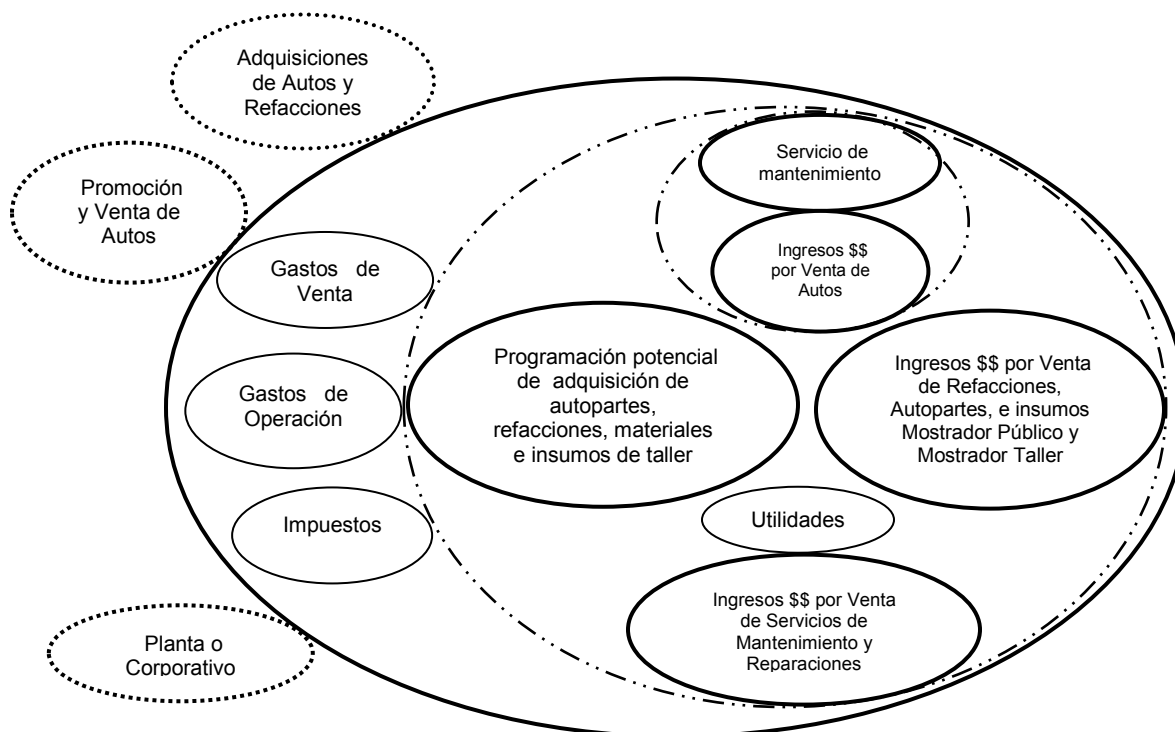 Adquisiciones
de Autos y
Refacciones
Promoción
y Venta de
Autos
Servicio de
mantenimiento
Ingresos $$
por Venta de
Autos
Gastos de
Venta
Gastos de
Operación
Impuestos
Programación potencial
de adquisición de
autopartes,
refacciones, materiales
e insumos de taller
Ingresos $$ por Venta
de Refacciones,
Autopartes, e insumos
Mostrador Público y
Mostrador Taller
Utilidades
Ingresos $$ por Venta
de Servicios de
Mantenimiento y
Reparaciones
Planta o
Corporativo